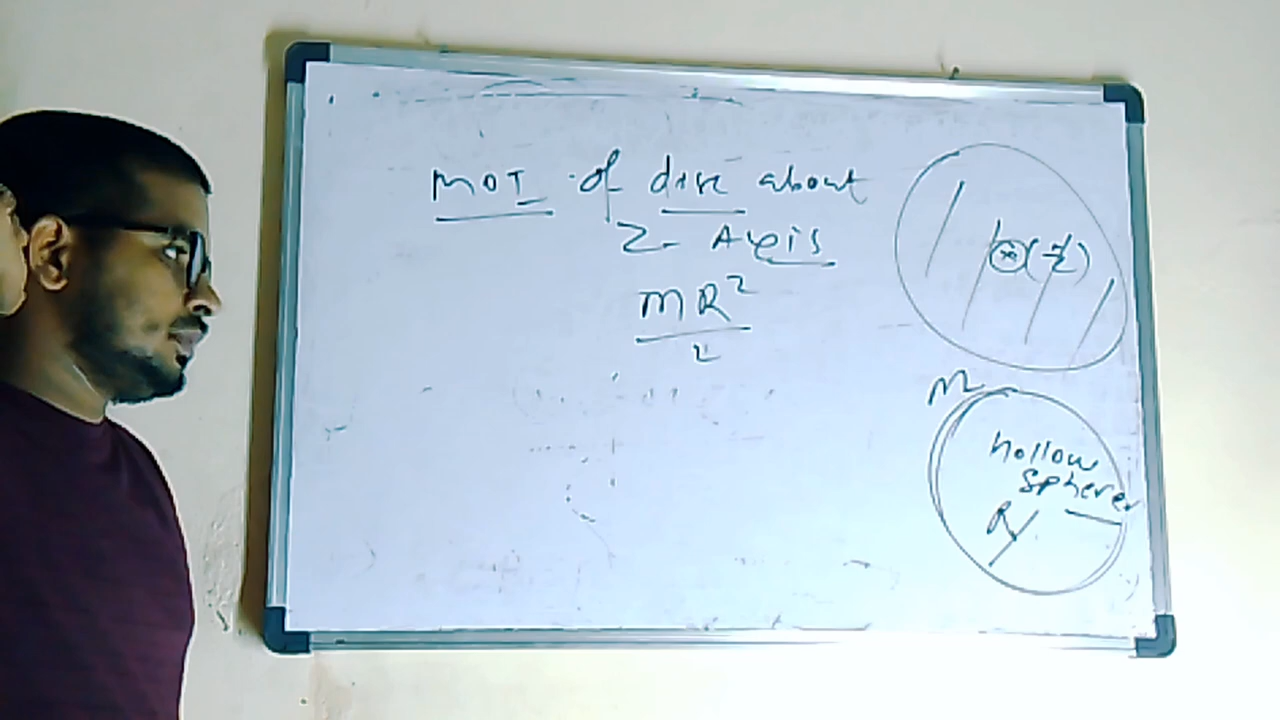 MOI of disc about
Z- Axis
MR²
2
(-z)
M
Hollow
Sphere
R